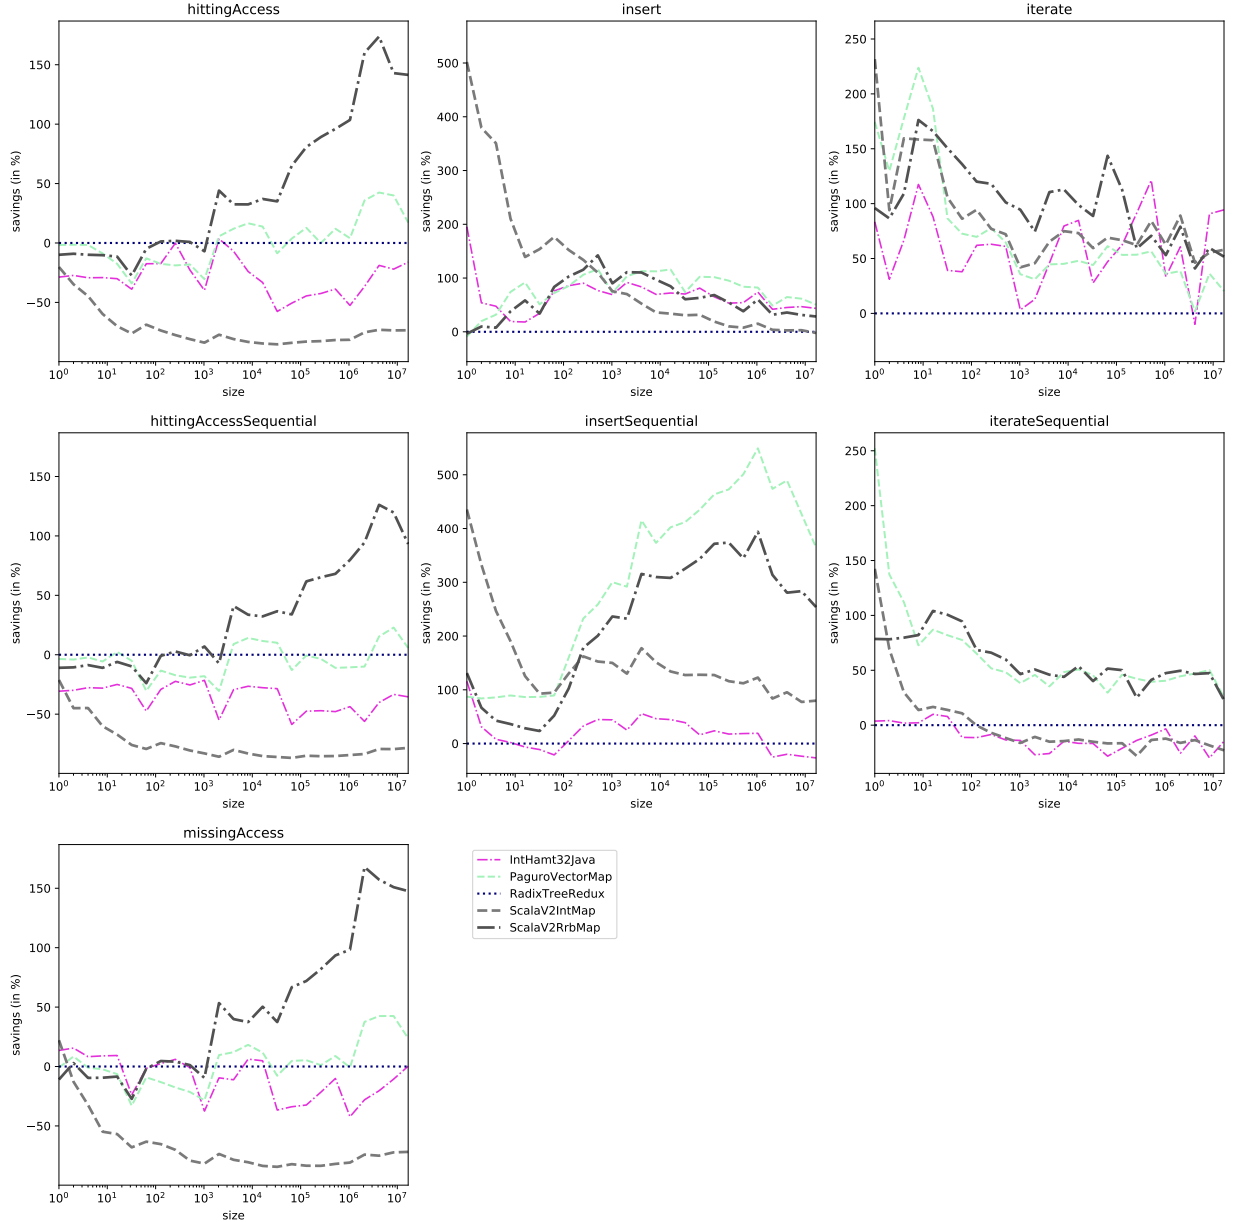 hittingAccess
savings (in %)
150
100
50
0
−50
10^0 10^1 10^2 10^3 10^4 10^5 10^6 10^7
size
insert
savings (in %)
500
400
300
200
100
0
10^0 10^1 10^2 10^3 10^4 10^5 10^6 10^7
size
iterate
savings (in %)
250
200
150
100
50
0
10^0 10^1 10^2 10^3 10^4 10^5 10^6 10^7
size
hittingAccessSequential
savings (in %)
150
100
50
0
−50
10^0 10^1 10^2 10^3 10^4 10^5 10^6 10^7
size
insertSequential
savings (in %)
500
400
300
200
100
0
10^0 10^1 10^2 10^3 10^4 10^5 10^6 10^7
size
iterateSequential
savings (in %)
250
200
150
100
50
0
10^0 10^1 10^2 10^3 10^4 10^5 10^6 10^7
size
missingAccess
savings (in %)
150
100
50
0
−50
10^0 10^1 10^2 10^3 10^4 10^5 10^6 10^7
size
IntHamt32Java
PaguroVectorMap
RadixTreeRedux
ScalaV2IntMap
ScalaV2RrbMap